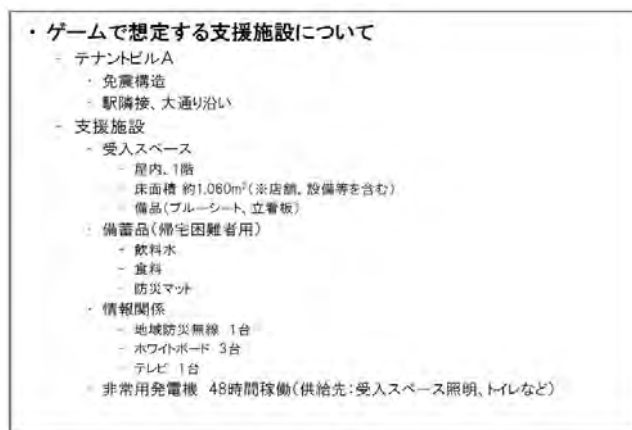 ・ ゲームで想定する支援施設について
- テナントビルA
・ 免震構造
・ 駅隣接、大通り沿い
- 支援施設
・ 受入スペース
- 屋内、1階
- 床面積 約1,060m²(※店舗、設備等を含む)
- 備品(ブルーシート、立看板)
・ 備蓄品(帰宅困難者用)
- 飲料水
- 食料
- 防災マット
・ 情報関係
- 地域防災無線 1台
- ホワイトボード 3台
- テレビ 1台
・ 非常用発電機 48時間稼働(供給先:受入スペース照明、トイレなど)